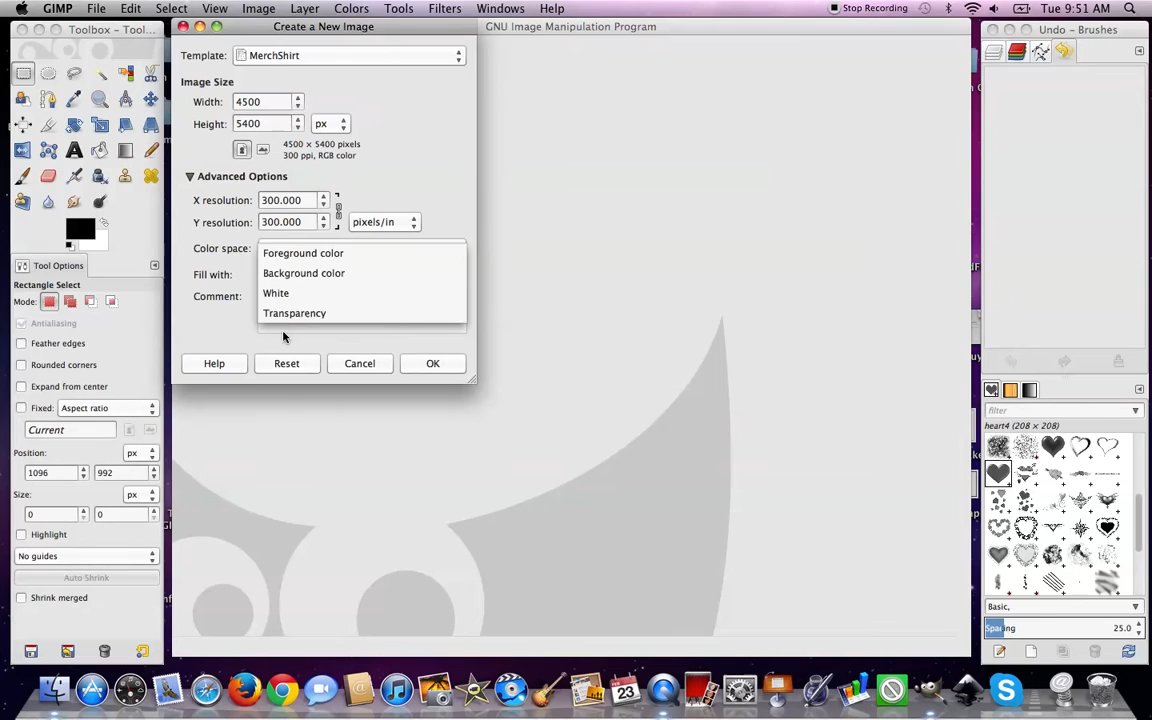 GIMP File Edit Select View Image Layer Colors Tools Filters Windows Help Stop Recording Tue 9:51 AM
Toolbox - Tool...
Create a New Image
GNU Image Manipulation Program
Undo - Brushes
Template: MerchShirt
Image Size
Width: 4500
Height: 5400 px
4500 × 5400 pixels
300 ppi, RGB color
Advanced Options
X resolution: 300.000
Y resolution: 300.000 pixels/in
Color space:
Fill with:
Comment:
Foreground color
Background color
White
Transparency
Help Reset Cancel OK
Tool Options
Rectangle Select
Mode:
Antialiasing
Feather edges
Rounded corners
Expand from center
Fixed: Aspect ratio
Current
Position: px
1096 992
Size: px
0 0
Highlight
No guides
Auto Shrink
Shrink merged
filter
heart4 (208 × 208)
Basic,
Spacing 25.0
FEB
23